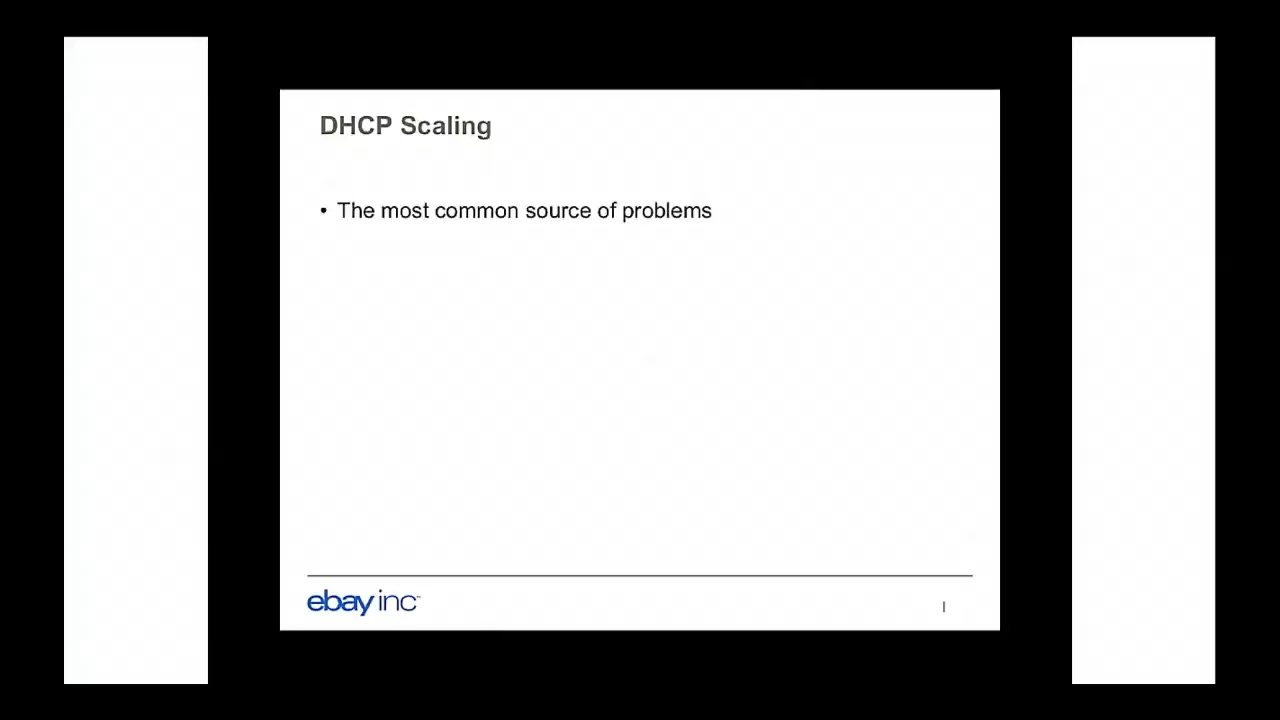 DHCP Scaling
• The most common source of problems
ebay inc